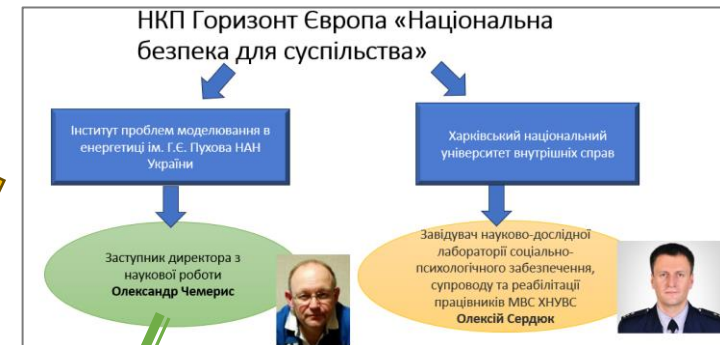 НКП Горизонт Європа «Національна
безпека для суспільства»
Інститут проблем моделювання в
енергетиці ім. Г.Є. Пухова НАН
України
Харківський національний
університет внутрішніх справ
Заступник директора з
наукової роботи
Олександр Чемерис
Завідувач науково-дослідної
лабораторії соціально-
психологічного забезпечення,
супроводу та реабілітації
працівників МВС ХНУВС
Олексій Сердюк